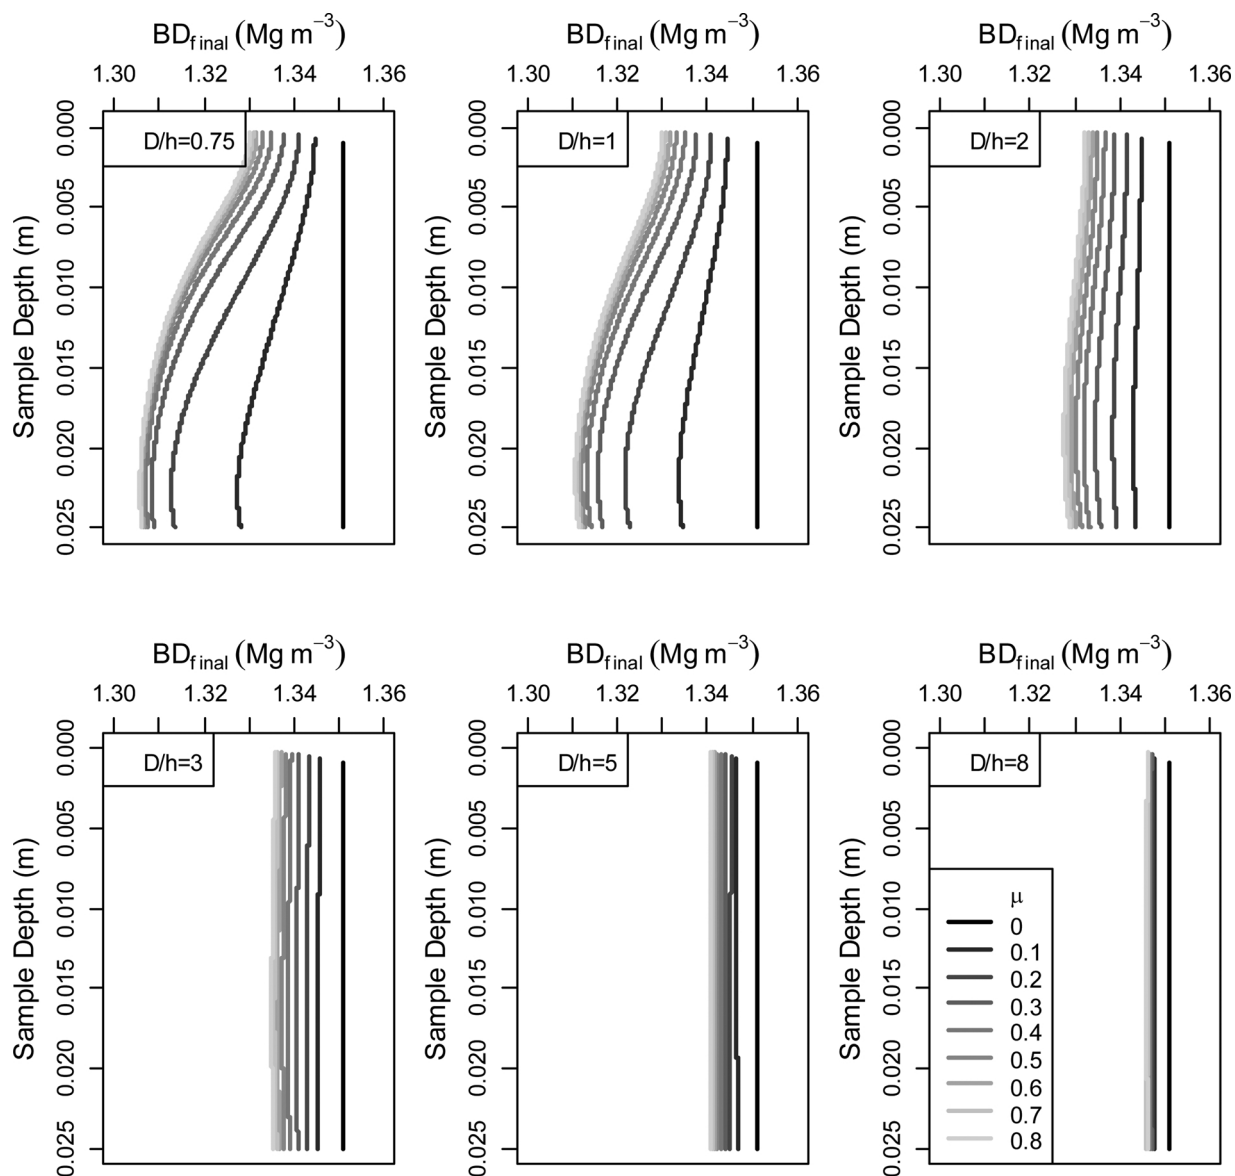 BDfinal (Mg m−3)
BDfinal (Mg m−3)
BDfinal (Mg m−3)
1.30 1.32 1.34 1.36
1.30 1.32 1.34 1.36
1.30 1.32 1.34 1.36
D/h=0.75
D/h=1
D/h=2
Sample Depth (m)
0.000 0.005 0.010 0.015 0.020 0.025
Sample Depth (m)
0.000 0.005 0.010 0.015 0.020 0.025
Sample Depth (m)
0.000 0.005 0.010 0.015 0.020 0.025
BDfinal (Mg m−3)
BDfinal (Mg m−3)
BDfinal (Mg m−3)
1.30 1.32 1.34 1.36
1.30 1.32 1.34 1.36
1.30 1.32 1.34 1.36
D/h=3
D/h=5
D/h=8
Sample Depth (m)
0.000 0.005 0.010 0.015 0.020 0.025
Sample Depth (m)
0.000 0.005 0.010 0.015 0.020 0.025
Sample Depth (m)
0.000 0.005 0.010 0.015 0.020 0.025
μ
0
0.1
0.2
0.3
0.4
0.5
0.6
0.7
0.8